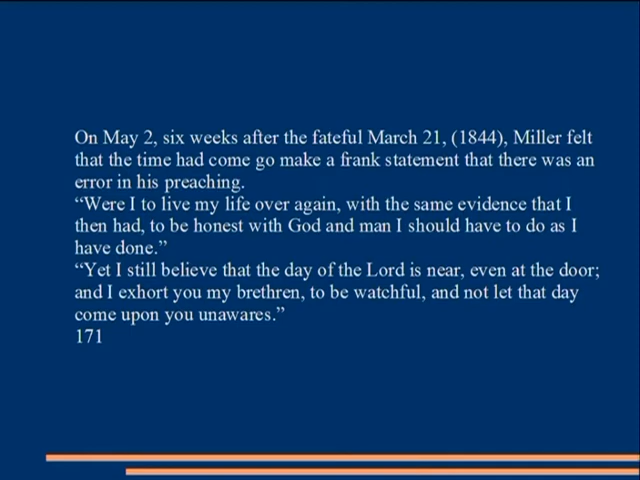 On May 2, six weeks after the fateful March 21, (1844), Miller felt
that the time had come go make a frank statement that there was an
error in his preaching.
“Were I to live my life over again, with the same evidence that I
then had, to be honest with God and man I should have to do as I
have done.”
“Yet I still believe that the day of the Lord is near, even at the door;
and I exhort you my brethren, to be watchful, and not let that day
come upon you unawares.”
171